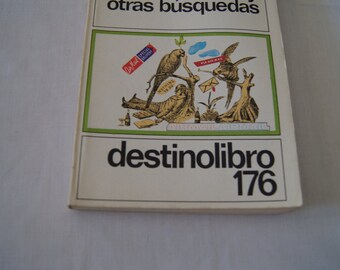 otras búsquedas
destinolibro
176